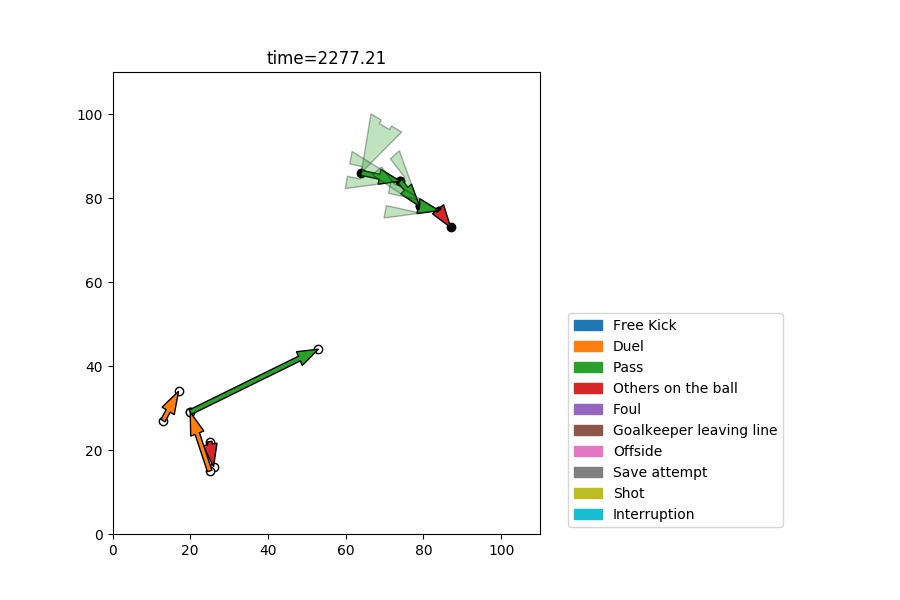 time=2277.21
100
80
60
40
20
0
0 20 40 60 80 100
Free Kick
Duel
Pass
Others on the ball
Foul
Goalkeeper leaving line
Offside
Save attempt
Shot
Interruption